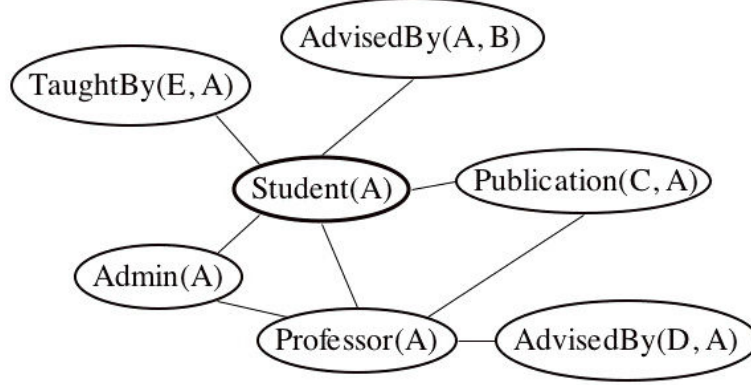 AdvisedBy(A, B)
TaughtBy(E, A)
Student(A)
Publication(C, A)
Admin(A)
Professor(A)
AdvisedBy(D, A)